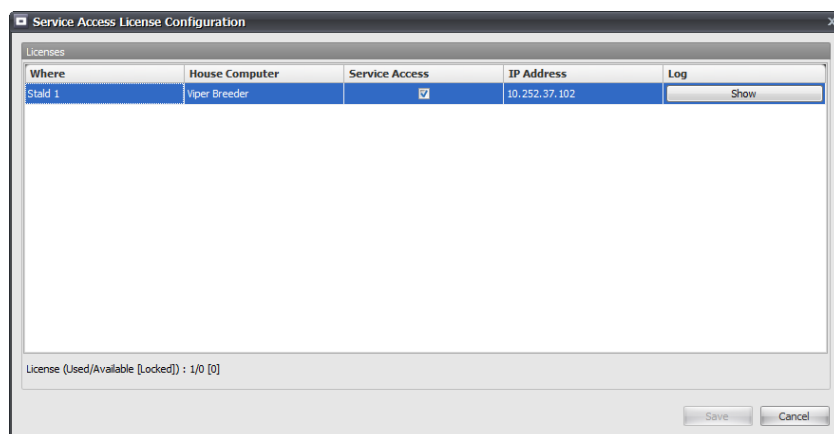 Service Access License Configuration
x
Licenses
Where House Computer Service Access IP Address Log
Stald 1 Viper Breeder 10.252.37.102 Show
License (Used/Available [Locked]) : 1/0 [0]
Save Cancel